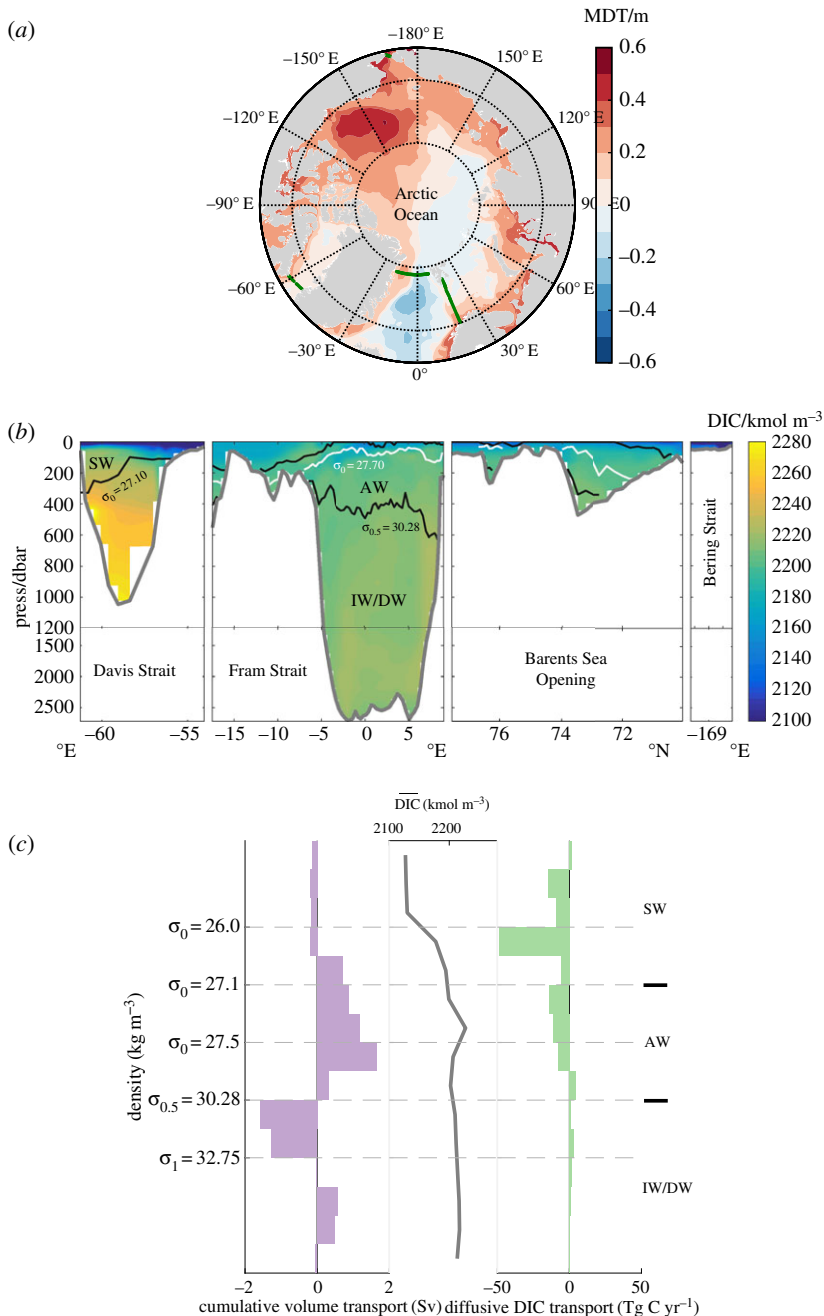 (a)
MDT/m
−180° E
−150° E
150° E
−120° E
120° E
−90° E
90° E
−60° E
60° E
−30° E
30° E
0°
Arctic
Ocean
0.6
0.4
0.2
0
−0.2
−0.4
−0.6
(b)
DIC/kmol m⁻³
press/dbar
0
200
400
600
800
1000
1200
1500
2000
2500
SW
σ₀ = 27.10
Davis Strait
−60
−54
°E
σ₀ = 27.70
AW
σ₀.₅ = 30.28
IW/DW
Fram Strait
−15
−10
−5
0
5
°E
Barents Sea
Opening
76
74
72
°N
Bering Strait
−169
°E
2280
2260
2240
2220
2200
2180
2160
2140
2120
2100
(c)
DIC (kmol m⁻³)
2100
2200
density (kg m⁻³)
σ₀ = 26.0
σ₀ = 27.1
σ₀ = 27.5
σ₀.₅ = 30.28
σ₁ = 32.75
SW
AW
IW/DW
−2
0
2
−50
0
50
cumulative volume transport (Sv)
diffusive DIC transport (Tg C yr⁻¹)